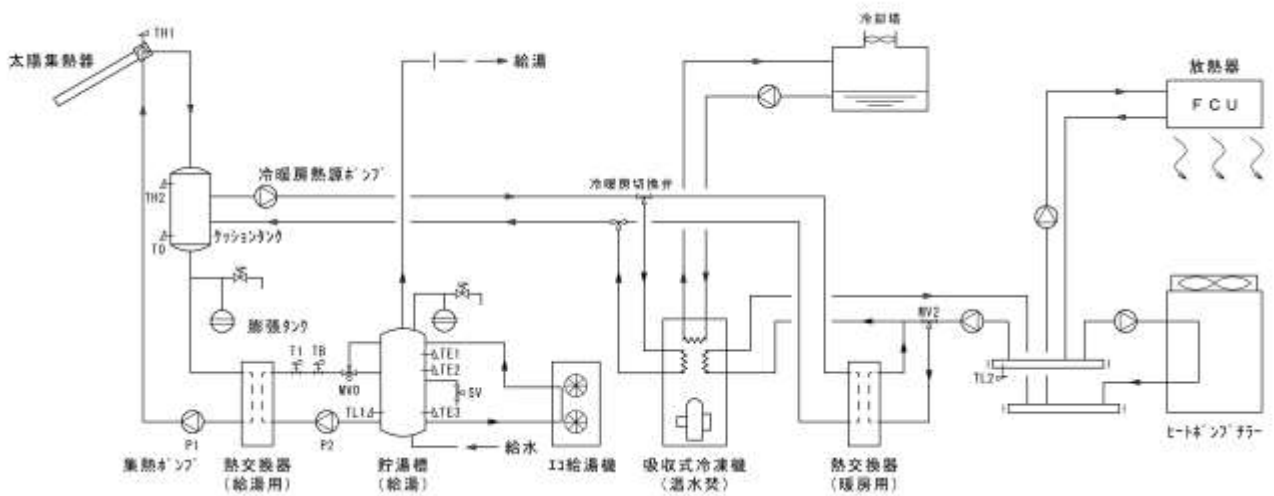 冷却塔
TH1
太陽集熱器
給湯
放熱器
FCU
冷暖房熱源ポンプ
冷暖房切換弁
TH2
TO
クッションタンク
膨張タンク
MV2
T1
TB
TE1
TE2
MVO
SV
TL2
TL1
TE3
P1
P2
給水
ヒートポンプチラー
集熱ポンプ
熱交換器
(給湯用)
貯湯槽
(給湯)
エコ給湯機
吸収式冷凍機
(温水焚)
熱交換器
(暖房用)